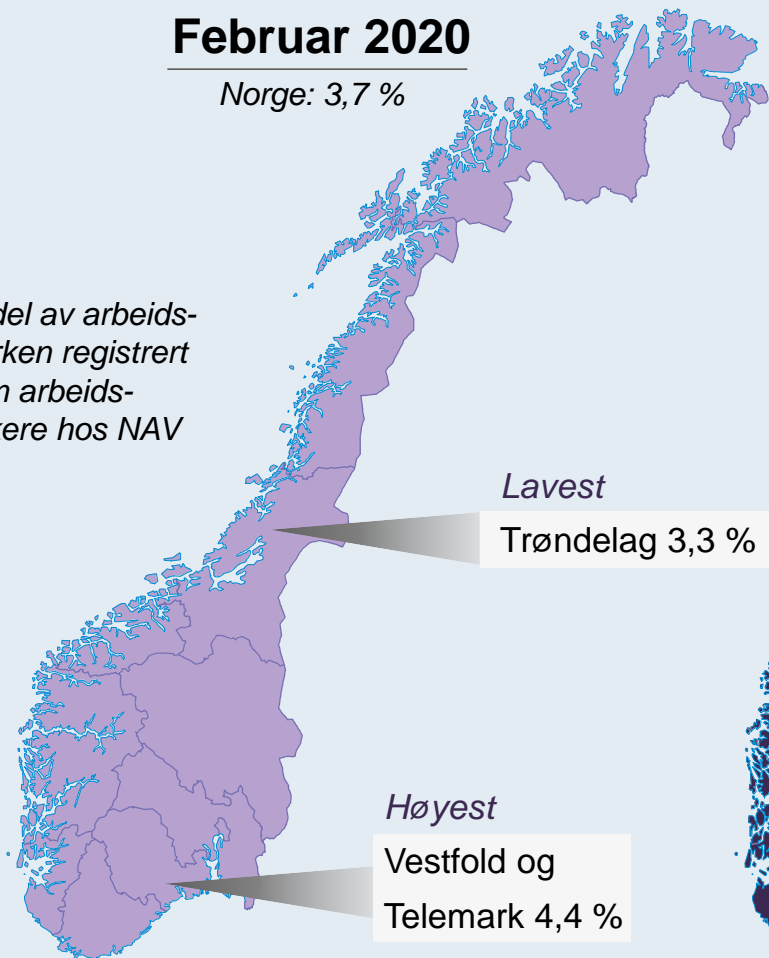 Februar 2020
Norge: 3,7 %
del av arbeids-
rken registrert
n arbeids-
kere hos NAV
Lavest
Trøndelag 3,3 %
Høyest
Vestfold og
Telemark 4,4 %